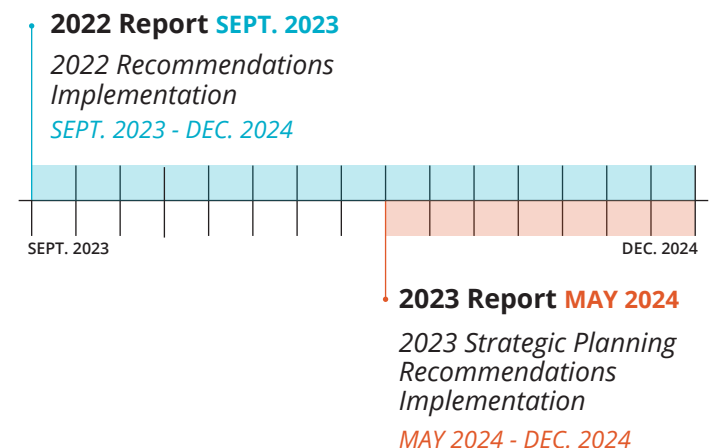 2022 Report SEPT. 2023
2022 Recommendations
Implementation
SEPT. 2023 - DEC. 2024
SEPT. 2023
DEC. 2024
2023 Report MAY 2024
2023 Strategic Planning
Recommendations
Implementation
MAY 2024 - DEC. 2024